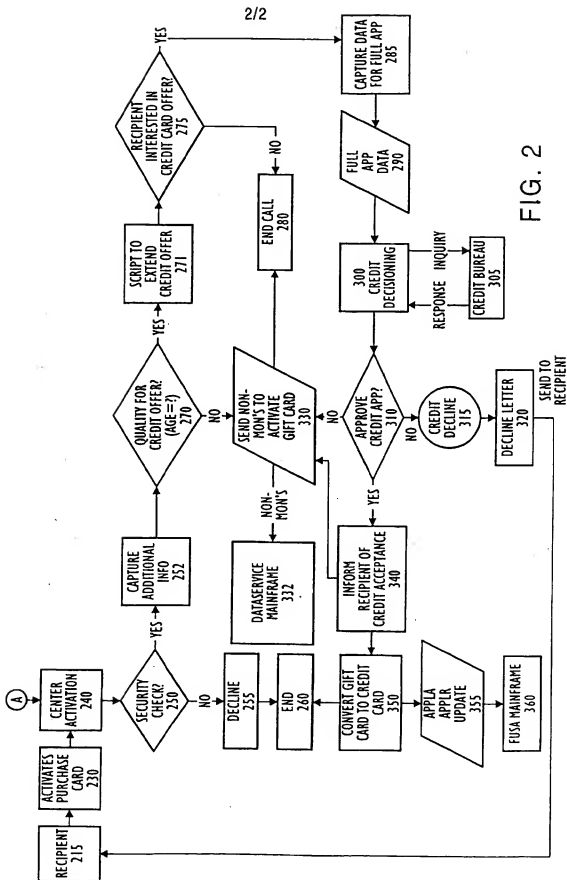 2/2
A
RECIPIENT
215
ACTIVATES
PURCHASE
CARD
230
CENTER
ACTIVATION
240
SECURITY
CHECK?
250
YES
NO
CAPTURE
ADDITIONAL
INFO
252
DECLINE
255
END
260
QUALITY FOR
CREDIT OFFER?
(AGE=?)
270
YES
NO
SCRIPT TO
EXTEND
CREDIT OFFER
271
RECIPIENT
INTERESTED IN
CREDIT CARD OFFER?
275
YES
NO
END CALL
280
CAPTURE DATA
FOR FULL APP
285
FULL
APP
DATA
290
300
CREDIT
DECISIONING
INQUIRY
RESPONSE
CREDIT BUREAU
305
APPROVE
CREDIT APP?
310
NO
NO
YES
CREDIT
DECLINE
315
DECLINE LETTER
320
SEND TO
RECIPIENT
SEND NON-
MON'S TO
ACTIVATE
GIFT CARD
330
NON-
MON'S
DATASERVICE
MAINFRAME
332
INFORM
RECIPIENT OF
CREDIT ACCEPTANCE
340
CONVERT GIFT
CARD TO CREDIT
CARD
350
APPLA
APPLR
UPDATE
355
FUSA MAINFRAME
360
FIG. 2